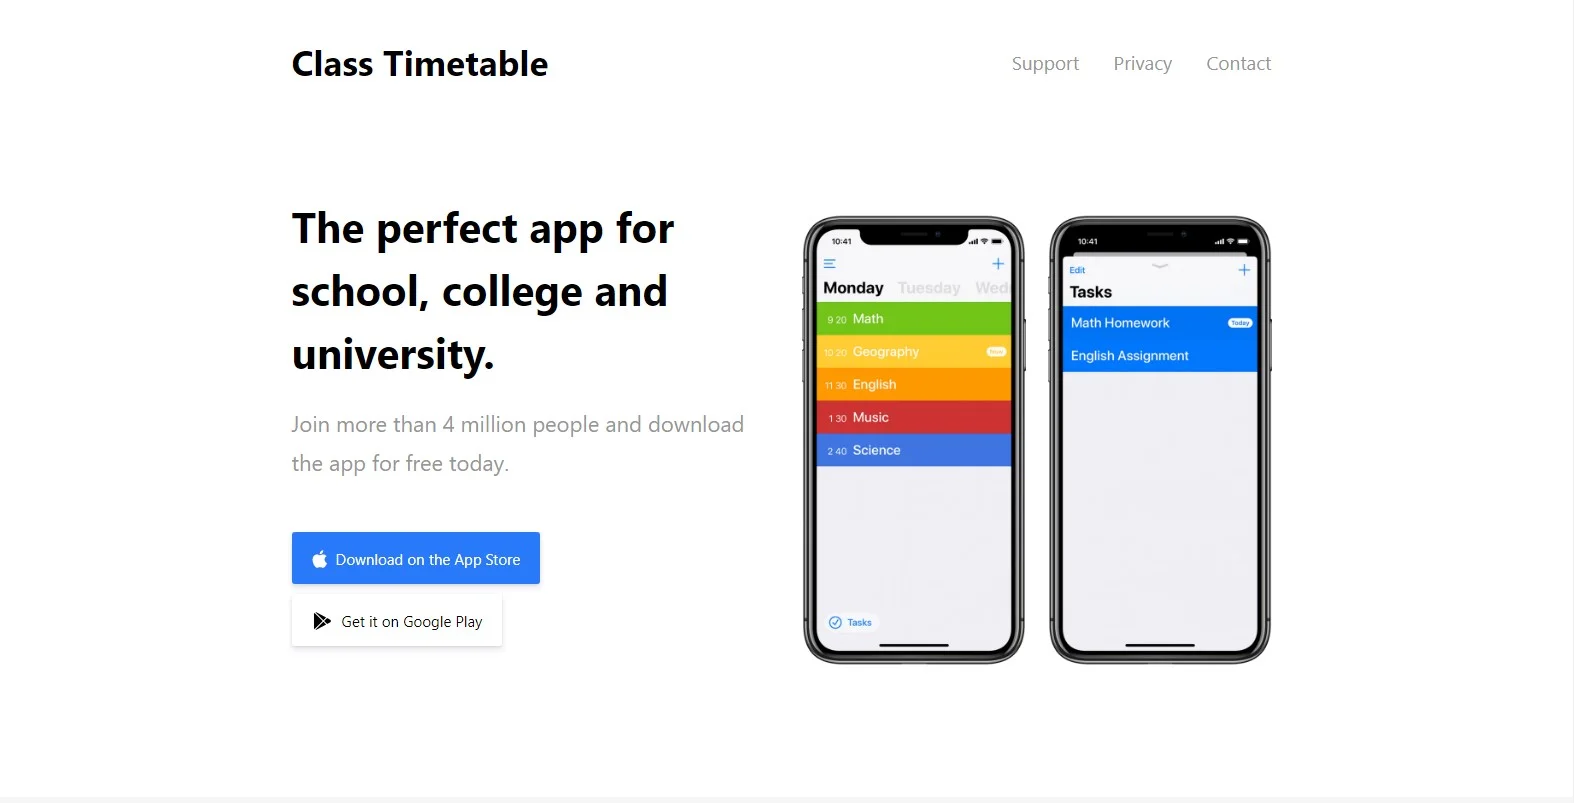 Class Timetable
Support Privacy Contact
The perfect app for
school, college and
university.
Join more than 4 million people and download
the app for free today.
Download on the App Store
Get it on Google Play
10:41
Monday Tuesday Wed
9 20 Math
10 20 Geography
11 30 English
1 30 Music
2 40 Science
Tasks
10:41
Edit
Tasks
Math Homework Today
English Assignment